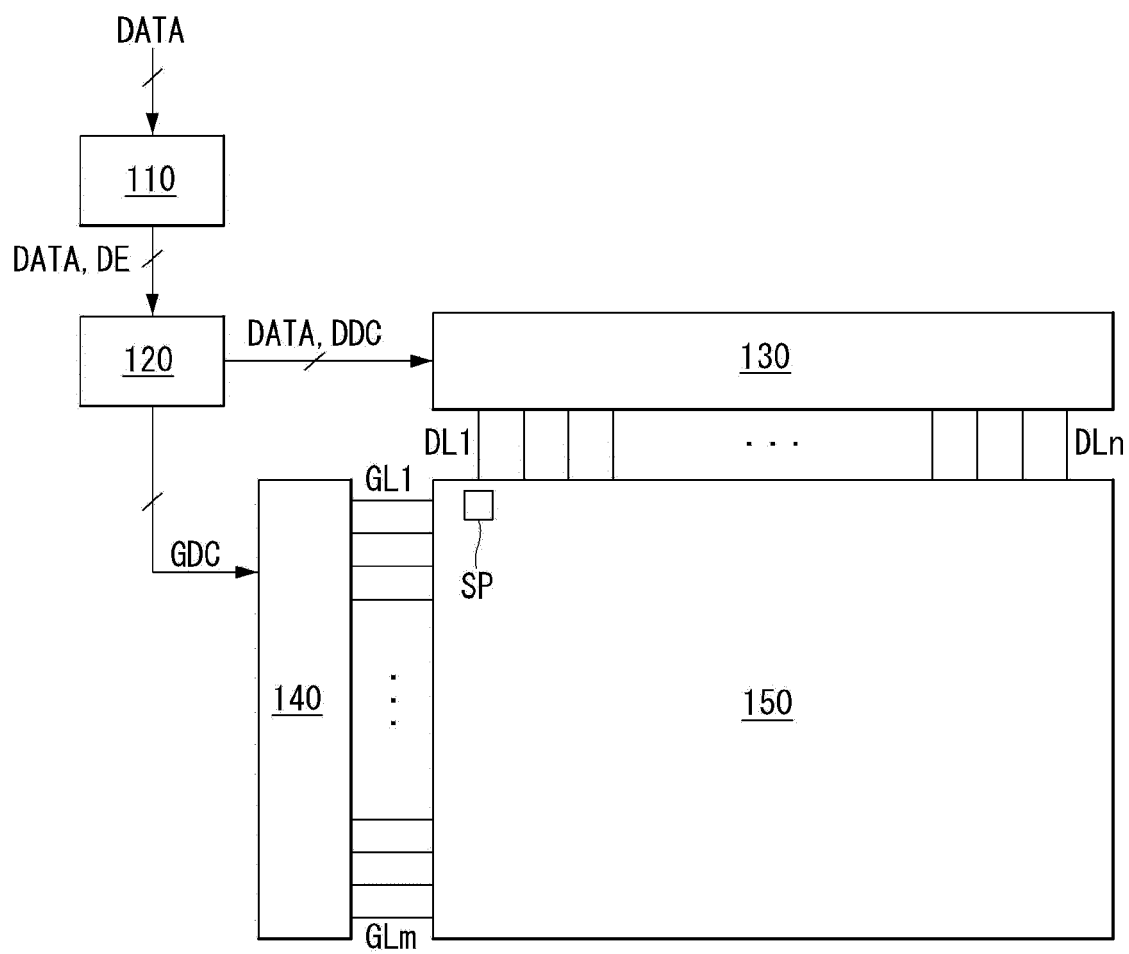 DATA
110
DATA, DE
120
DATA, DDC
130
DL1
. . .
DLn
GL1
SP
GDC
140
150
GLm